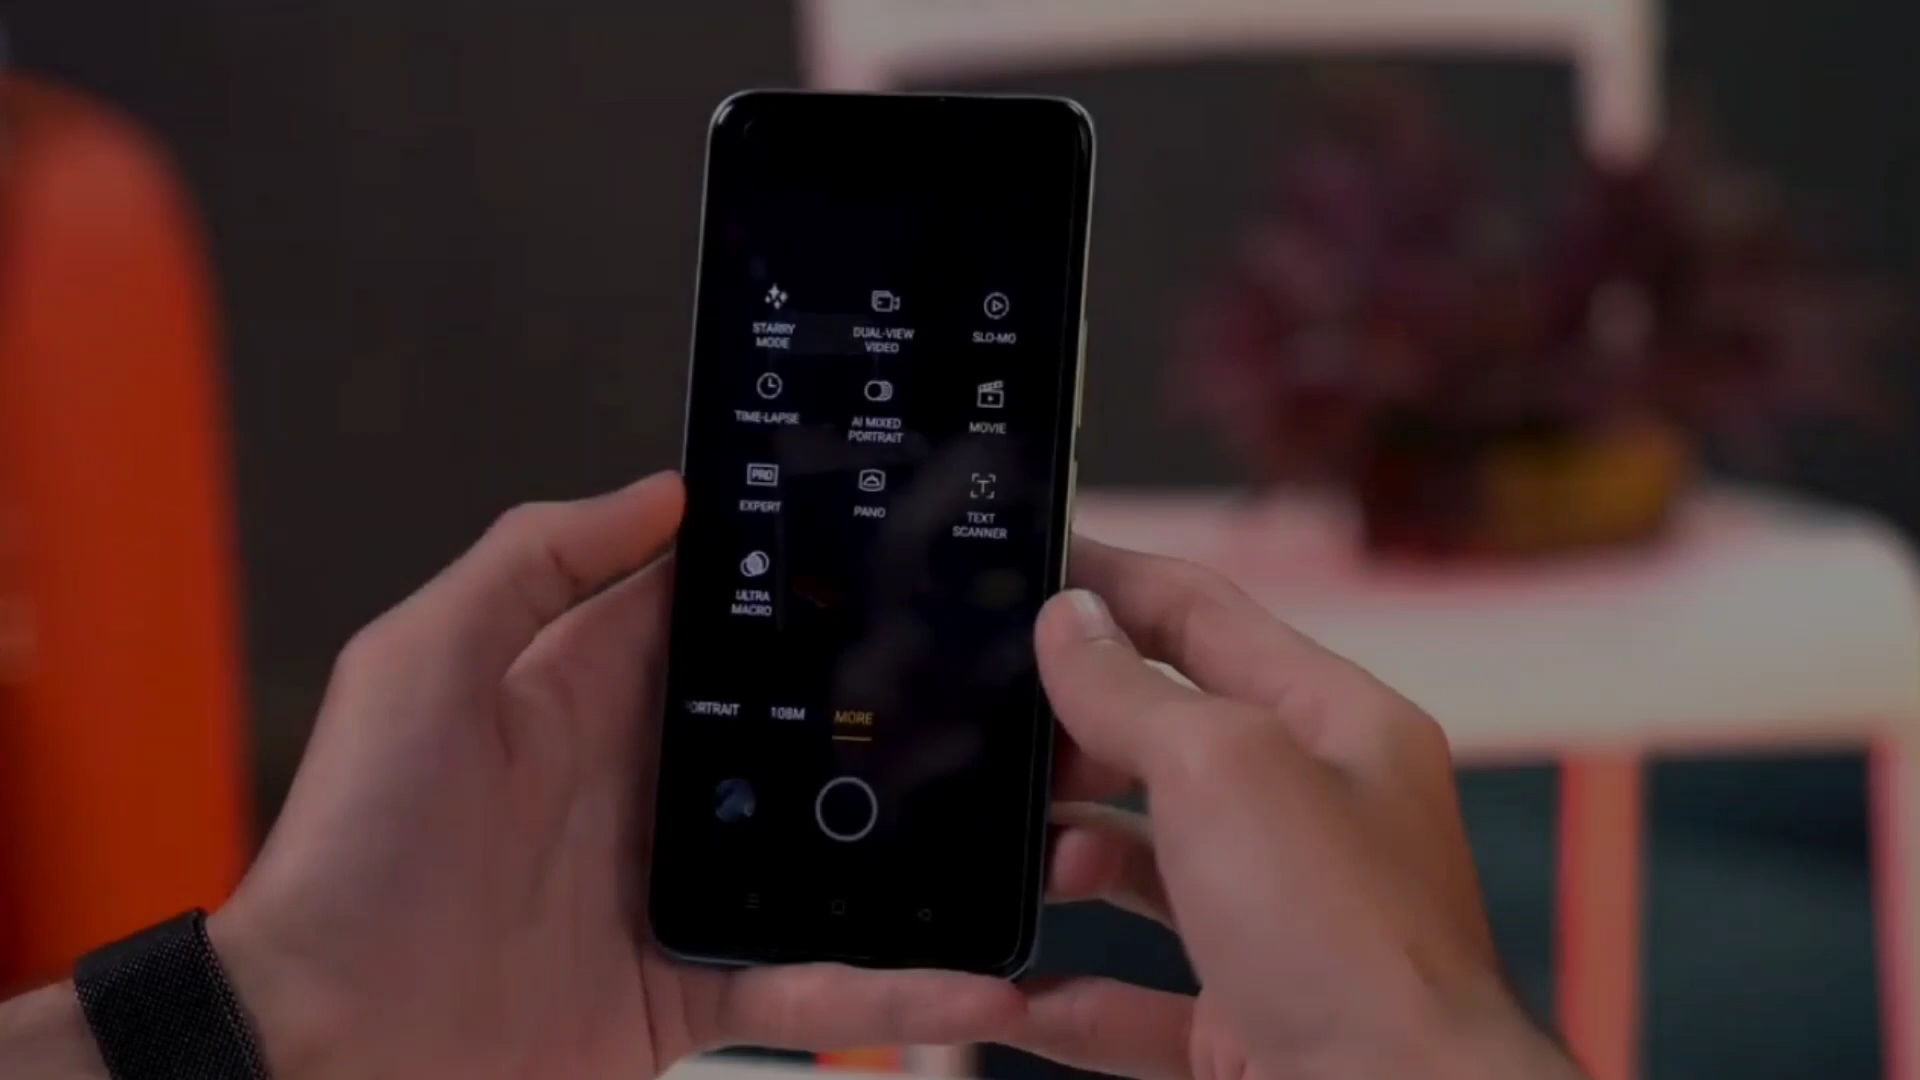 STARRY
MODE
DUAL-VIEW
VIDEO
SLO-MO
TIME-LAPSE
AI MIXED
PORTRAIT
MOVIE
PRO
EXPERT
PANO
T
TEXT
SCANNER
ULTRA
MACRO
ORTRAIT
108M
MORE